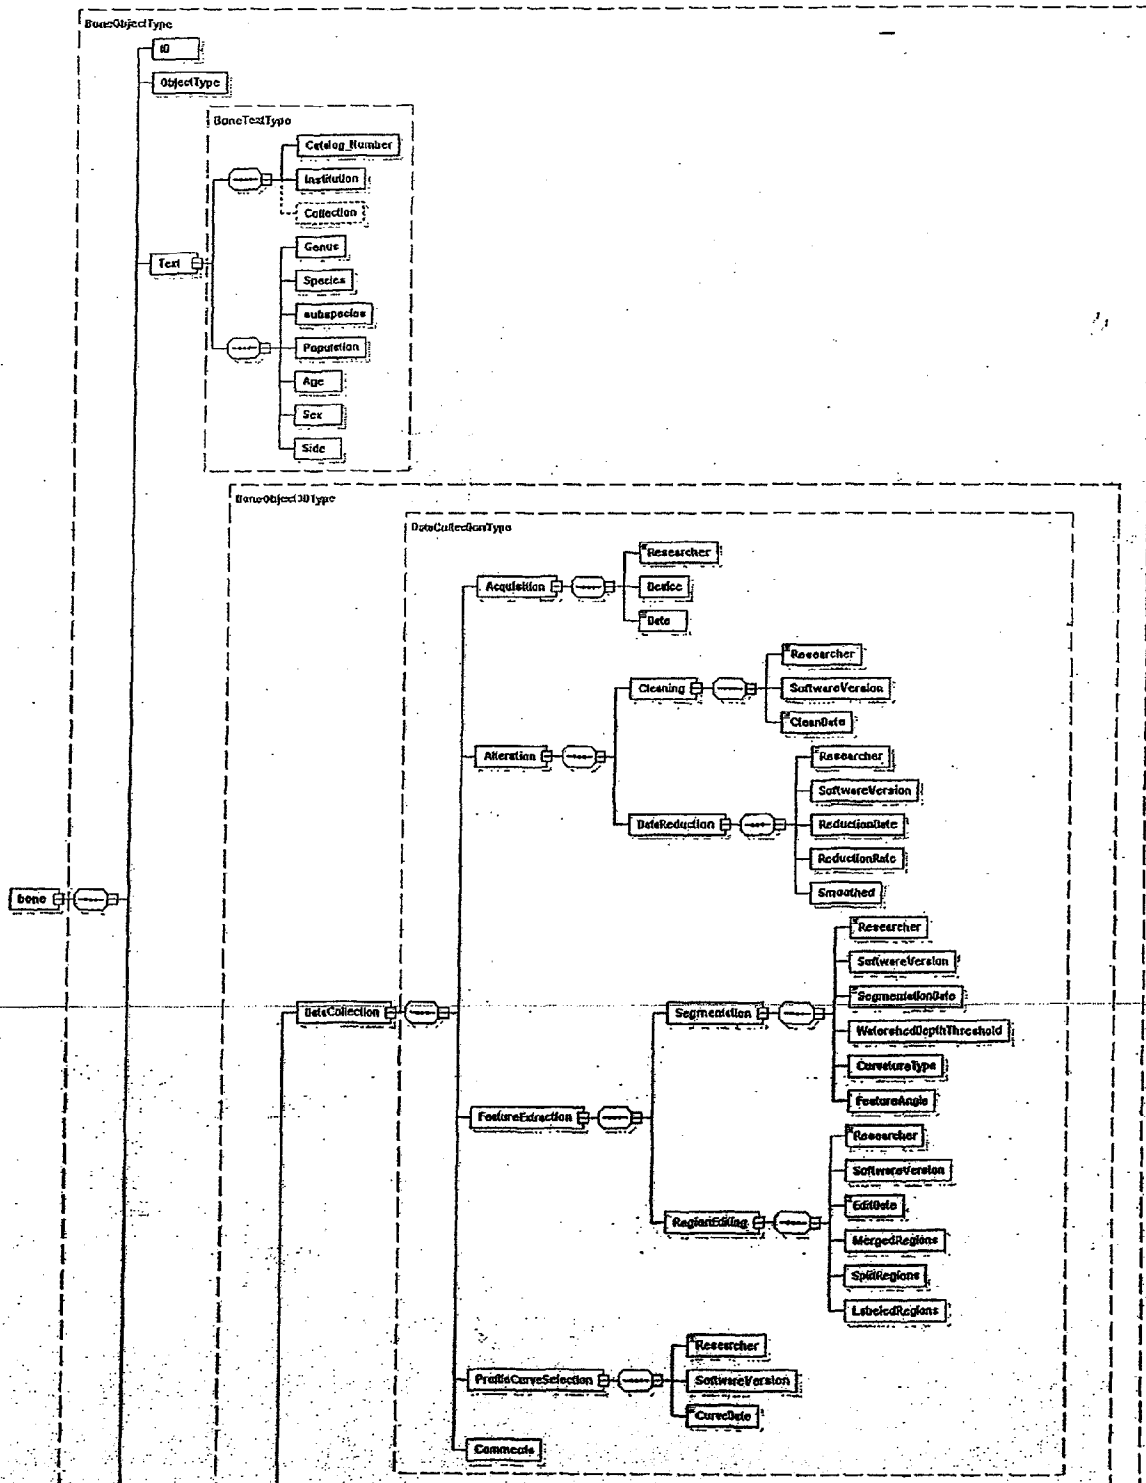 BoneObjectType
ID
ObjectType
BoneTextType
Catalog_Number
Institution
Collection
Text
Genus
Species
subspecies
Population
Age
Sex
Side
BoneObject3DType
DataCollectionType
Researcher
Acquisition
Device
Date
Researcher
Cleaning
SoftwareVersion
CleanDate
Alteration
Researcher
SoftwareVersion
DataReduction
ReductionDate
ReductionRate
Smoothed
bone
Researcher
SoftwareVersion
SegmentationDate
DataCollection
Segmentation
WatershedDepthThreshold
CurvatureType
FeatureAngle
FeatureExtraction
Researcher
SoftwareVersion
EditDate
RegionEditing
MergedRegions
SplitRegions
LabeledRegions
Researcher
ProfileCurveSelection
SoftwareVersion
CurveDate
Comments